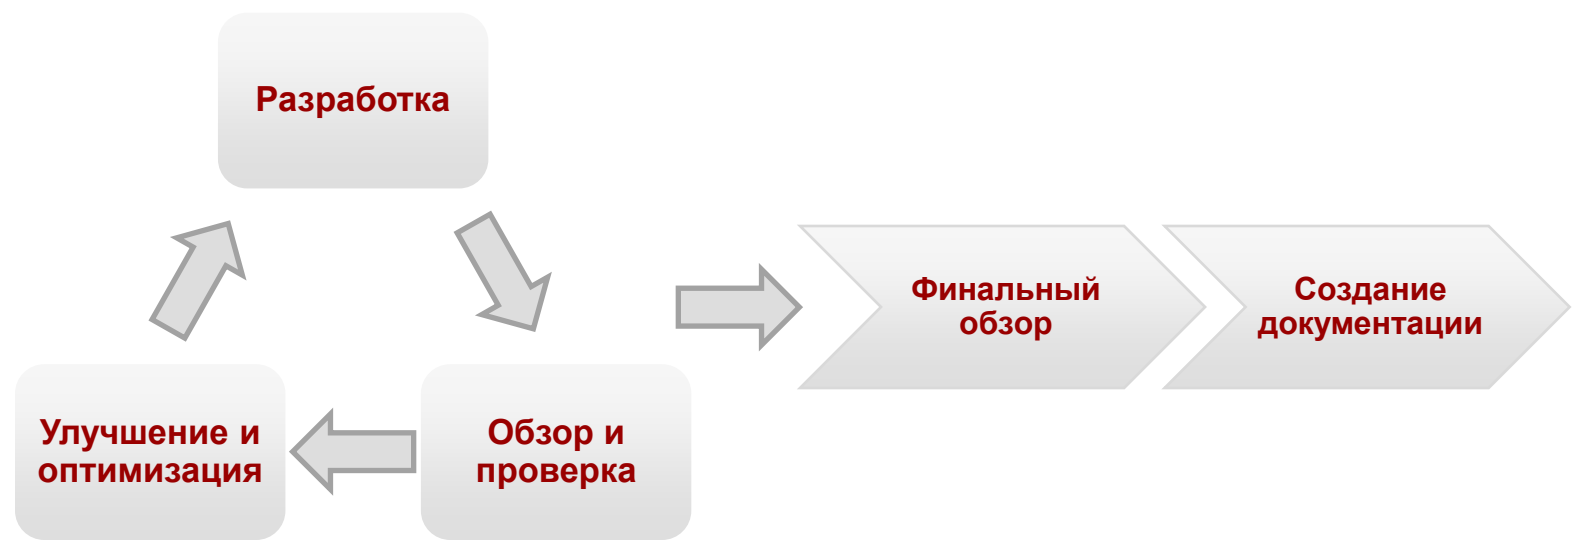 Разработка
Финальный
обзор
Создание
документации
Улучшение и
оптимизация
Обзор и
проверка